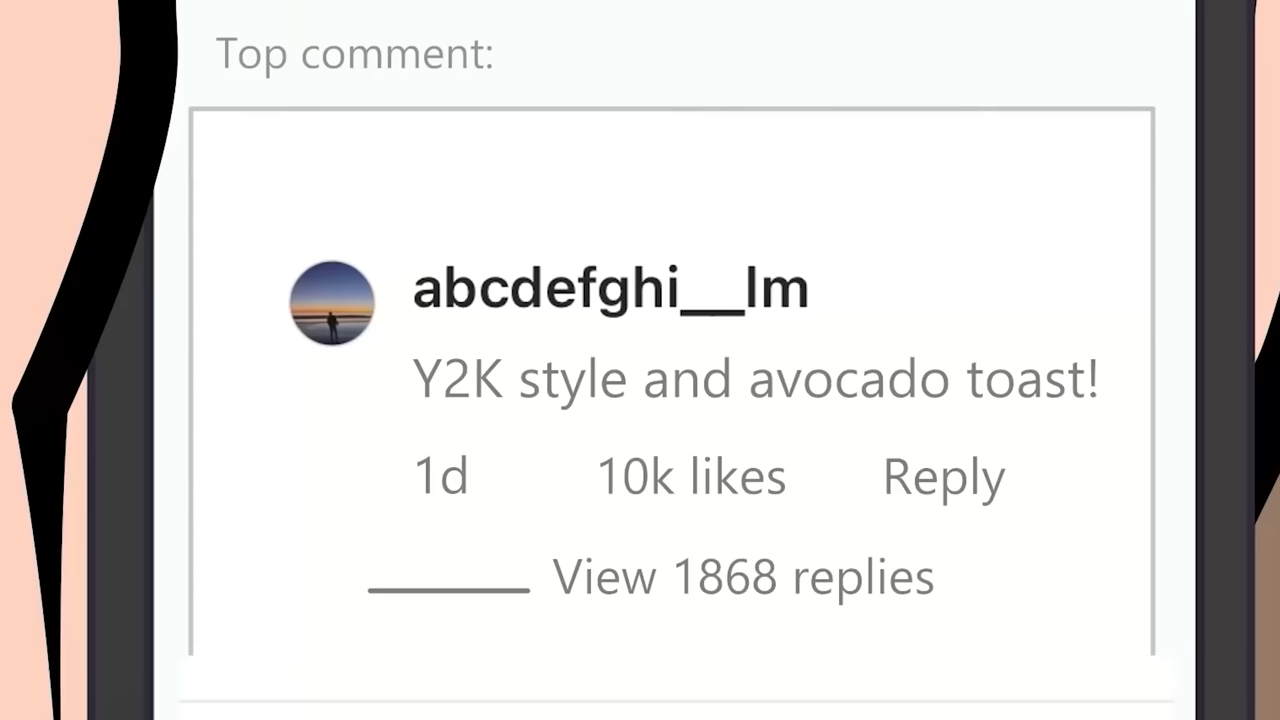 Top comment:
abcdefghi__lm
Y2K style and avocado toast!
1d 10k likes Reply
View 1868 replies